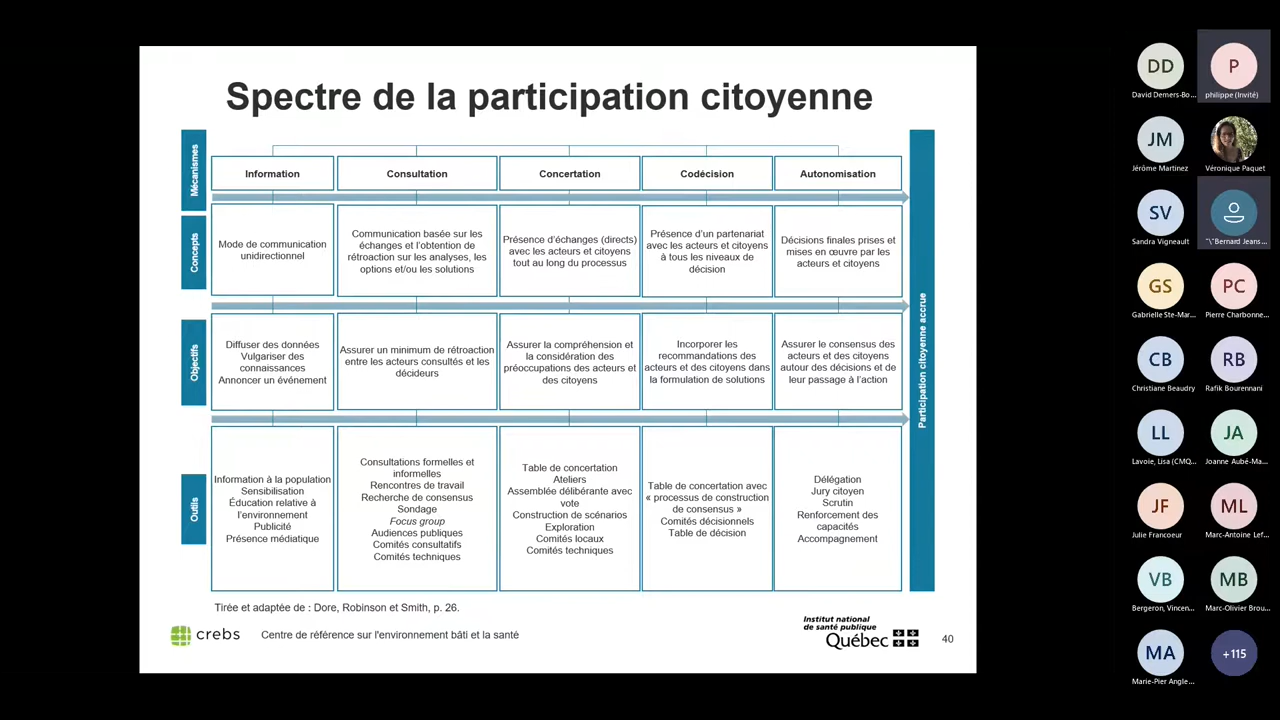 Spectre de la participation citoyenne
Mécanismes
Information
Consultation
Concertation
Codécision
Autonomisation
Concepts
Mode de communication
unidirectionnel
Communication basée sur les
échanges et l'obtention de
rétroaction sur les analyses, les
options et/ou les solutions
Présence d'échanges (directs)
avec les acteurs et citoyens
tout au long du processus
Présence d'un partenariat
avec les acteurs et citoyens
à tous les niveaux de
décision
Décisions finales prises et
mises en œuvre par les
acteurs et citoyens
Objectifs
Diffuser des données
Vulgariser des
connaissances
Annoncer un événement
Assurer un minimum de rétroaction
entre les acteurs consultés et les
décideurs
Assurer la compréhension et
la considération des
préoccupations des acteurs et
des citoyens
Incorporer les
recommandations des
acteurs et des citoyens dans
la formulation de solutions
Assurer le consensus des
acteurs et des citoyens
autour des décisions et de
leur passage à l'action
Outils
Information à la population
Sensibilisation
Éducation relative à
l'environnement
Publicité
Présence médiatique
Consultations formelles et
informelles
Rencontres de travail
Recherche de consensus
Sondage
Focus group
Audiences publiques
Comités consultatifs
Comités techniques
Table de concertation
Ateliers
Assemblée délibérante avec
vote
Construction de scénarios
Exploration
Comités locaux
Comités techniques
Table de concertation avec
« processus de construction
de consensus »
Comités décisionnels
Table de décision
Délégation
Jury citoyen
Scrutin
Renforcement des
capacités
Accompagnement
Participation citoyenne accrue
Tirée et adaptée de : Dore, Robinson et Smith, p. 26.
crebs
Centre de référence sur l'environnement bâti et la santé
Institut national
de santé publique
Québec
40
DD
David Demers-Bo...
P
philippe (Invité)
JM
Jérôme Martinez
Véronique Paquet
SV
Sandra Vigneault
"\"Bernard Jeans...
GS
Gabrielle Ste-Mar...
PC
Pierre Charbonne...
CB
Christiane Beaudry
RB
Rafik Bourennani
LL
Lavoie, Lisa (CMQ...
JA
Joanne Aubé-Ma...
JF
Julie Francoeur
ML
Marc-Antoine Lef...
VB
Bergeron, Vincen...
MB
Marc-Olivier Brou...
MA
Marie-Pier Angle...
+115